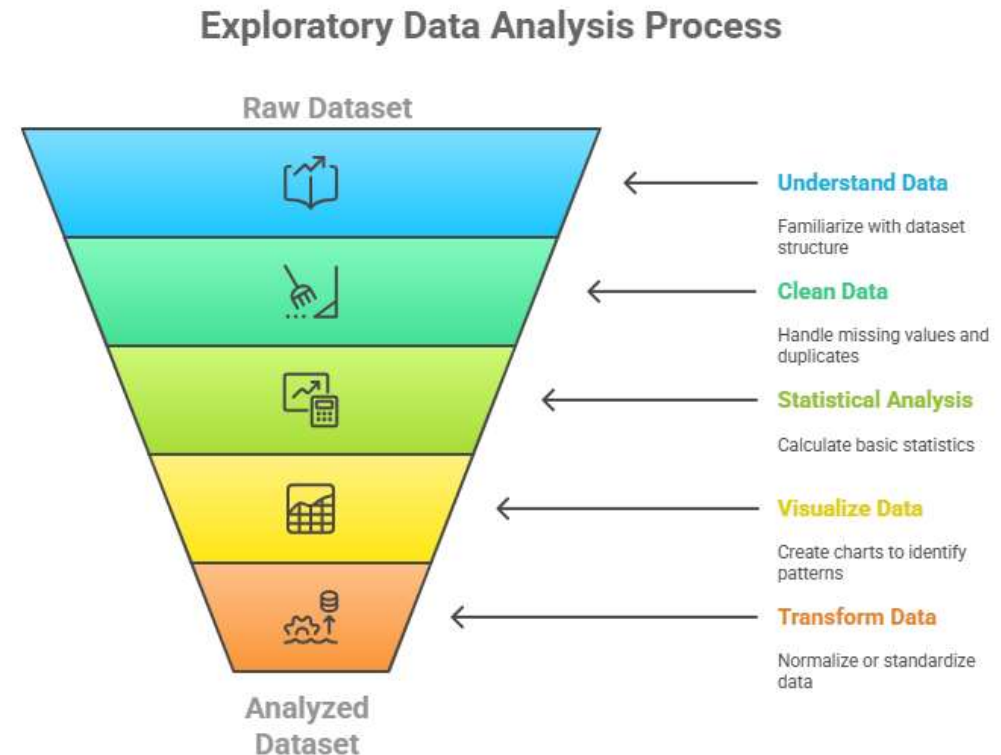 Exploratory Data Analysis Process
Raw Dataset
Understand Data
Familiarize with dataset
structure
Clean Data
Handle missing values and
duplicates
Statistical Analysis
Calculate basic statistics
Visualize Data
Create charts to identify
patterns
Transform Data
Normalize or standardize
data
Analyzed
Dataset